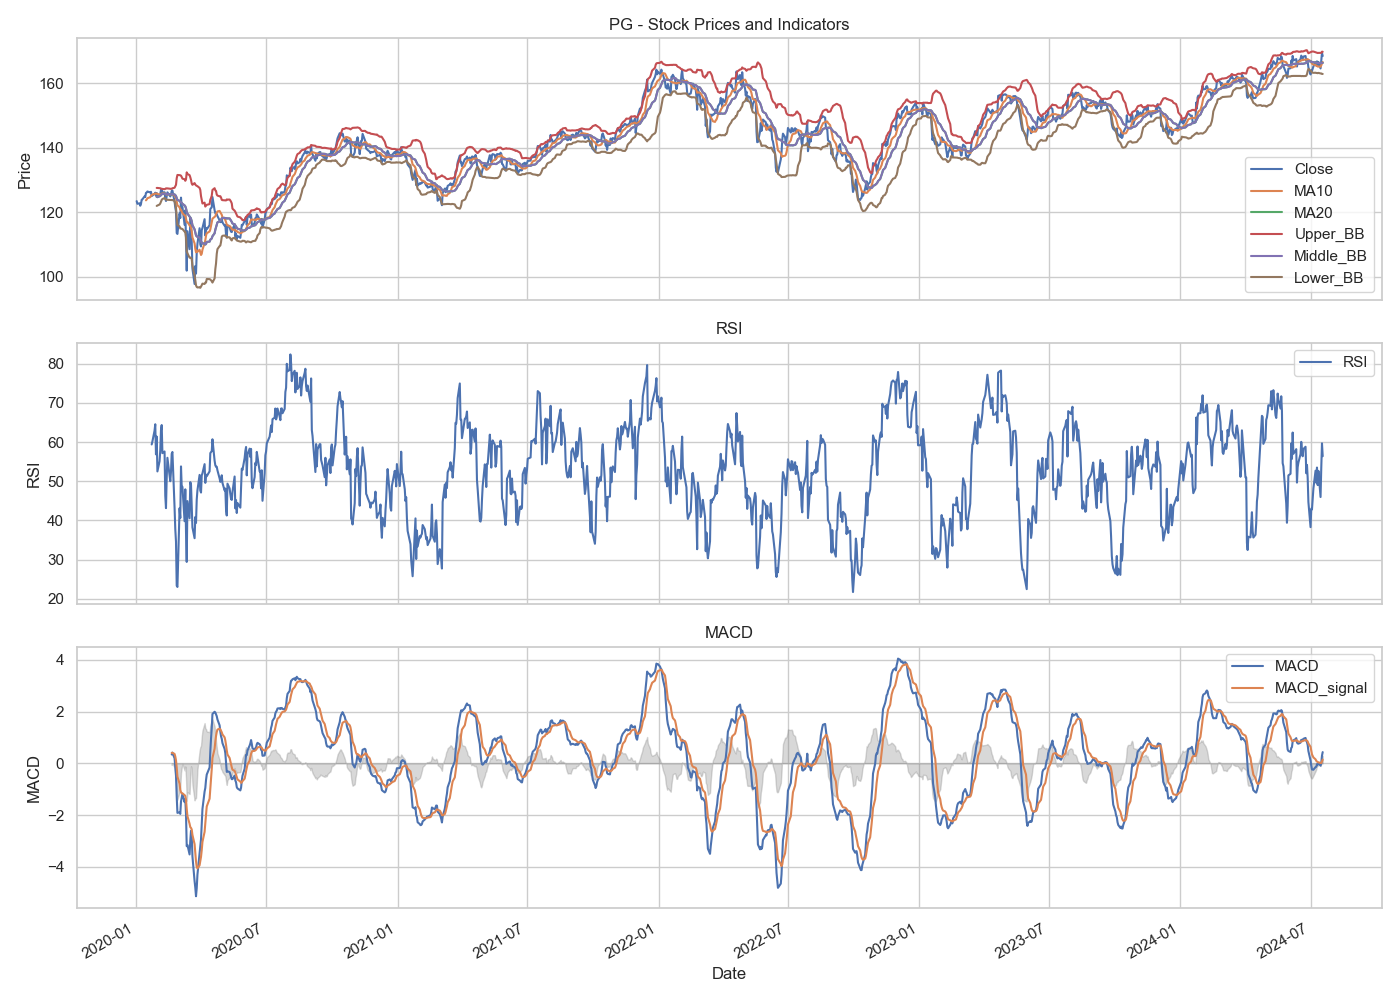 PG - Stock Prices and Indicators
160
140
120
100
Price
Close
MA10
MA20
Upper_BB
Middle_BB
Lower_BB
RSI
80
70
60
50
40
30
20
RSI
RSI
MACD
4
2
0
−2
−4
MACD
MACD
MACD_signal
2020-01
2020-07
2021-01
2021-07
2022-01
2022-07
2023-01
2023-07
2024-01
2024-07
Date